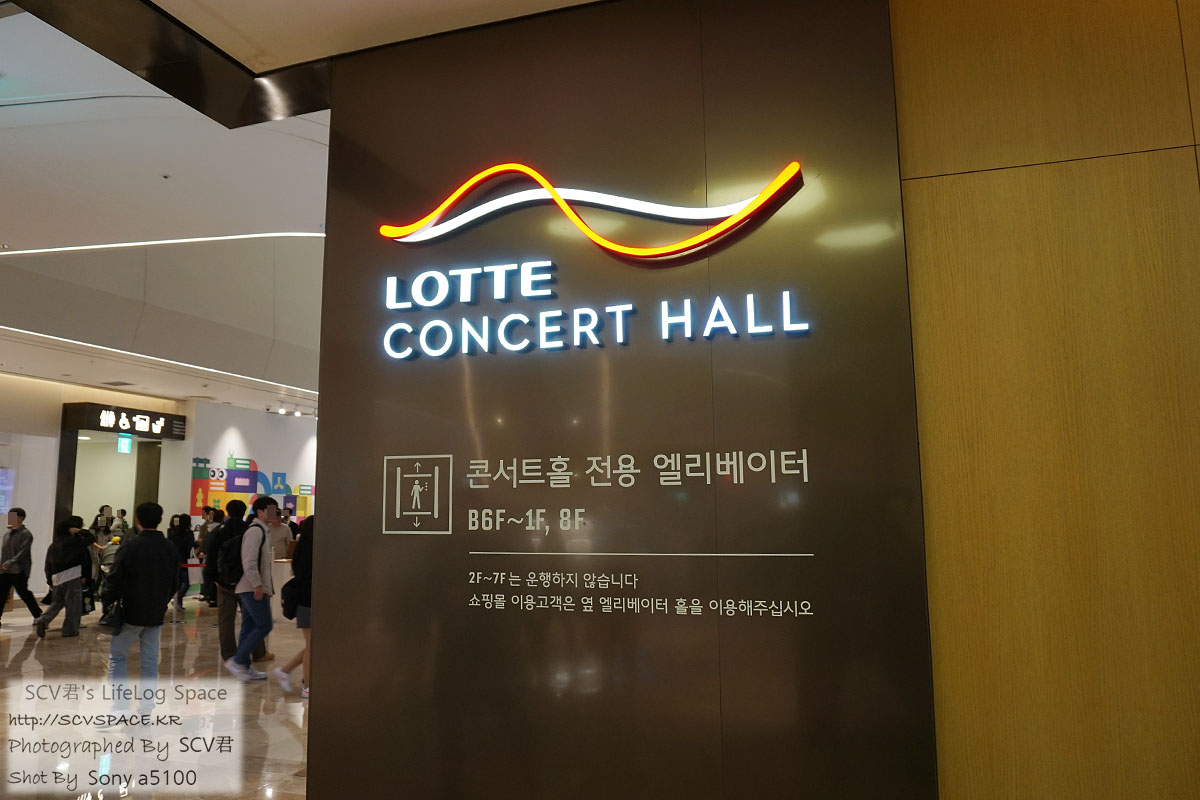 LOTTE
CONCERT HALL
콘서트홀 전용 엘리베이터
B6F~1F, 8F
2F~7F는 운행하지 않습니다
쇼핑몰 이용고객은 옆 엘리베이터 홀을 이용해주십시오
SCV君's LifeLog Space
http://SCVSPACE.KR
Photographed By SCV君
Shot By Sony a5100